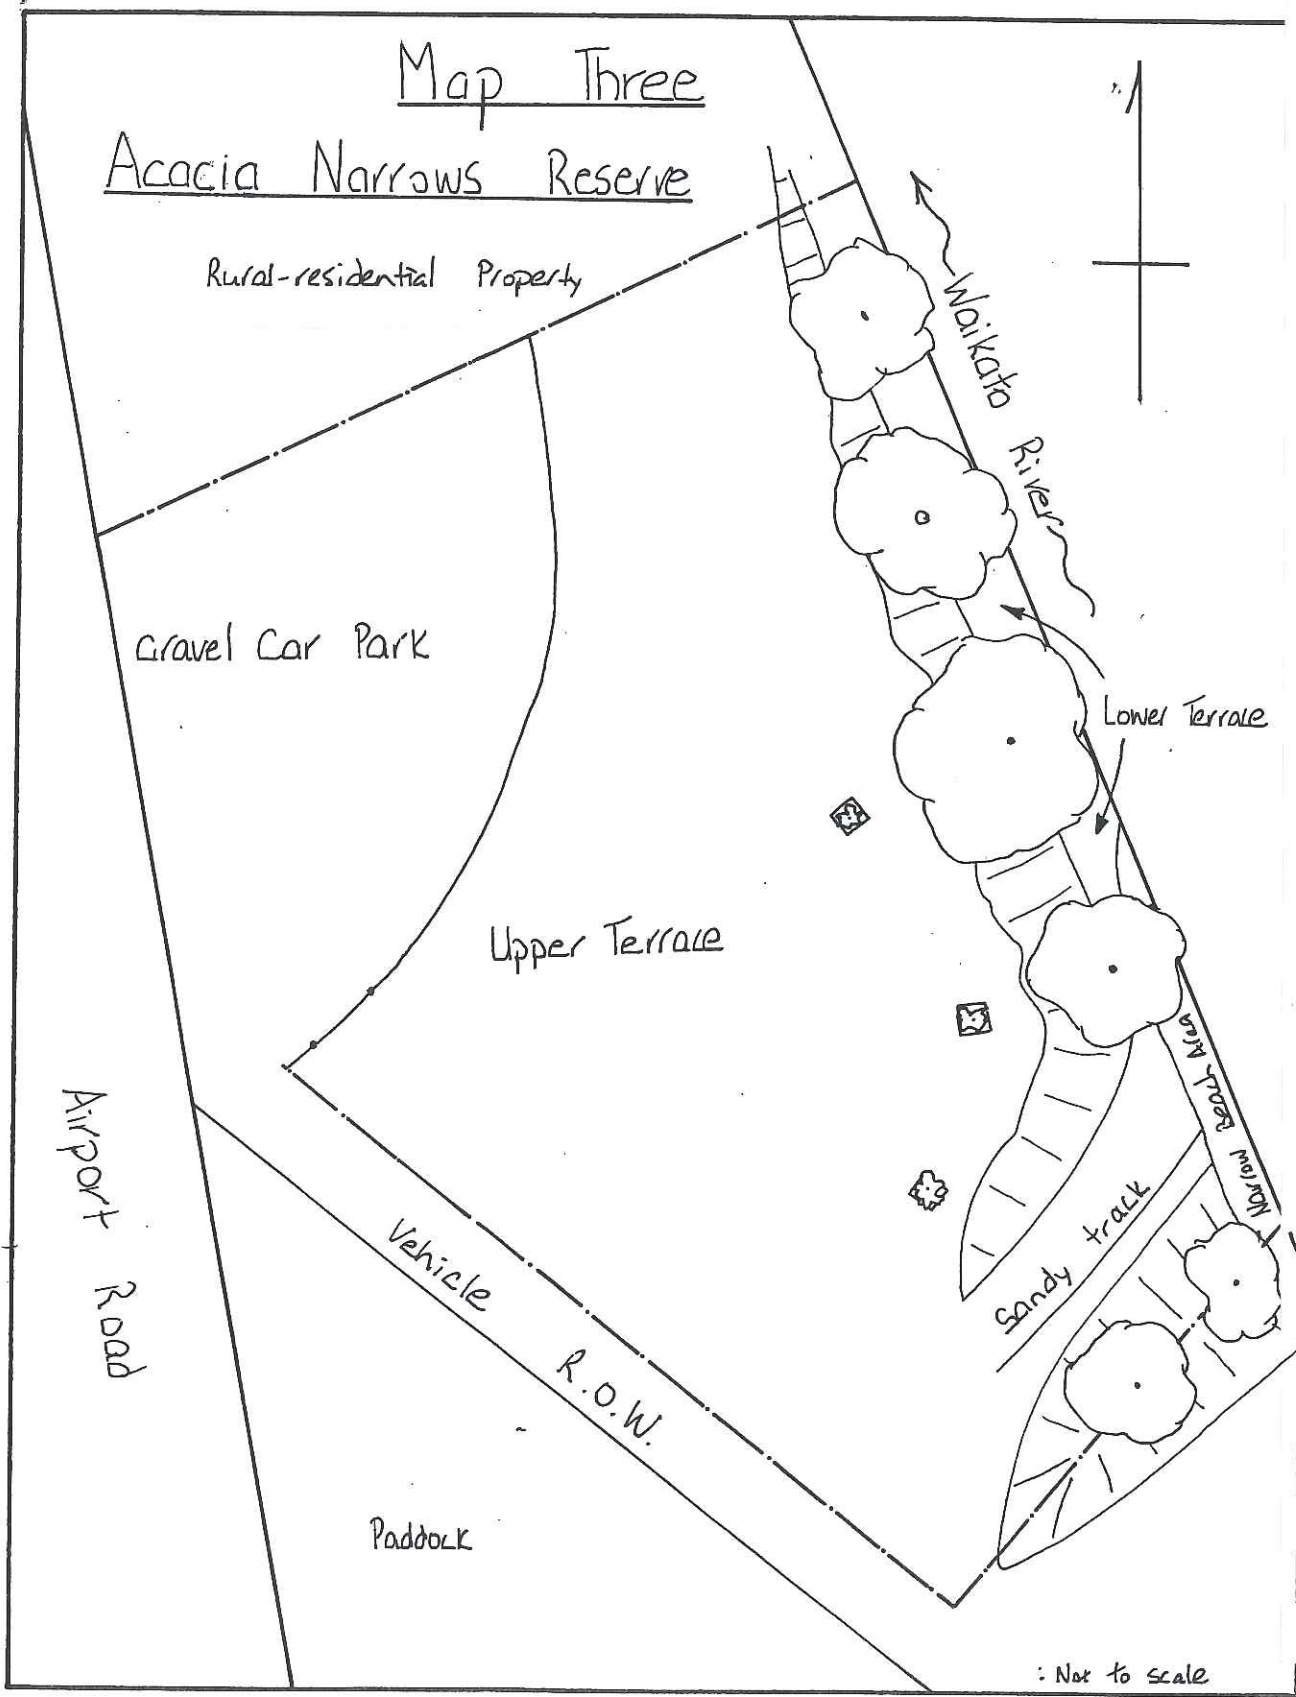 Map Three
Acacia Narrows Reserve
Rural-residential Property
Waikato River
Gravel Car Park
Lower Terrace
Upper Terrace
Narrow Beach Area
Airport Road
Vehicle R.O.W.
Sandy track
Paddock
: Not to scale